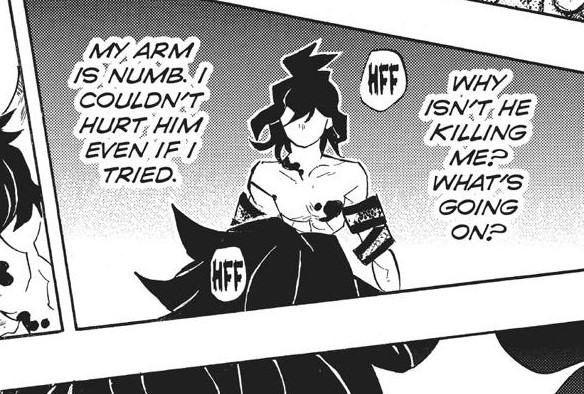 HFF
WHY
ISN'T HE
KILLING
ME?
WHAT'S
GOING
ON?
MY ARM
IS NUMB. I
COULDN'T
HURT HIM
EVEN IF I
TRIED.
HFF